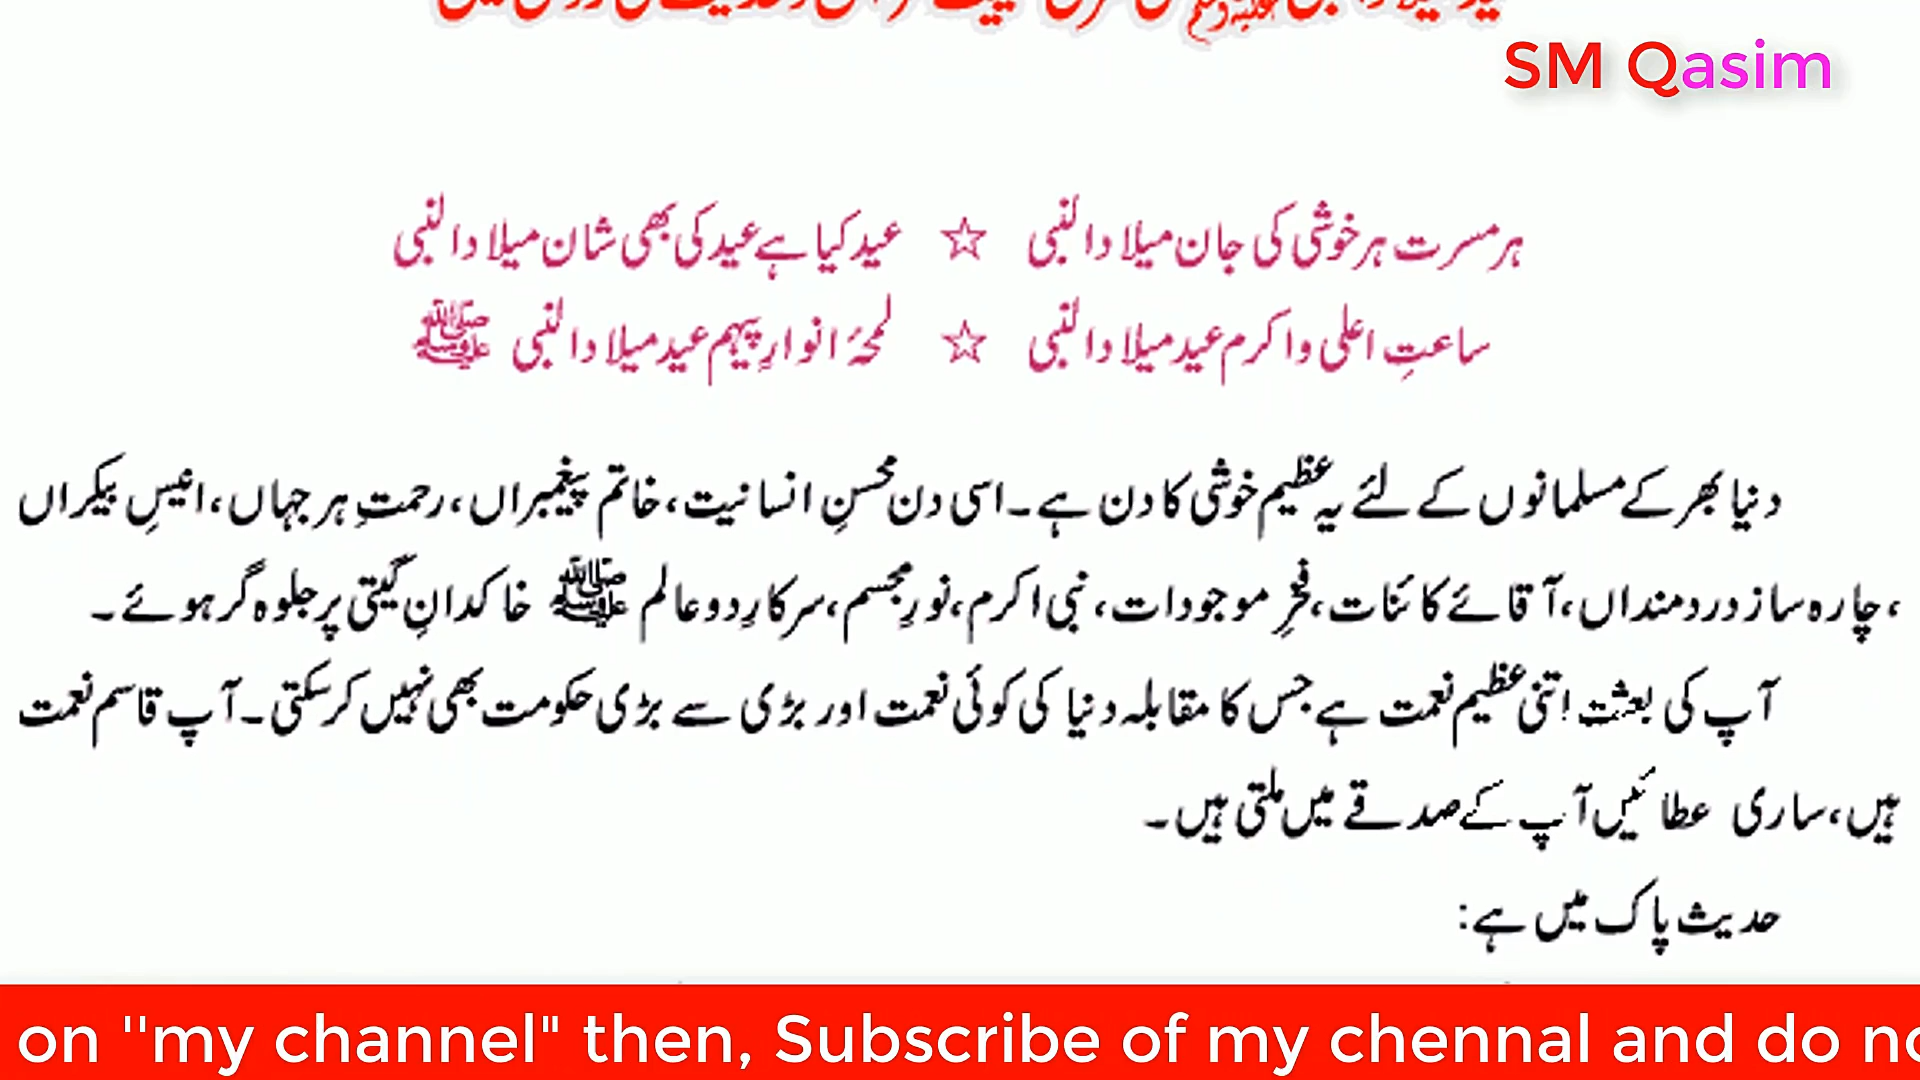 SM Qasim
ہر مسرت ہر خوشی کی جان میلاد النبی ☆ عید کیا ہے عید کی بھی شان میلاد النبی
ساعتِ اعلی و اکرم عید میلاد النبی ☆ لمحۂ انوارِ پیہم عید میلاد النبی ﷺ
دنیا بھر کے مسلمانوں کے لئے یہ عظیم خوشی کا دن ہے۔ اسی دن محسنِ انسانیت، خاتم پیغمبراں، رحمتِ ہر جہاں، انیسِ بیکراں
، چارہ ساز دردمنداں، آقائے کائنات، فخرِ موجودات، نبی اکرم، نورِ مجسم، سرکارِ دو عالم ﷺ خاکدانِ گیتی پر جلوہ گر ہوئے۔
آپ کی بعثت اتنی عظیم نعمت ہے جس کا مقابلہ دنیا کی کوئی نعمت اور بڑی سے بڑی حکومت بھی نہیں کر سکتی۔ آپ قاسم نعمت
ہیں، ساری عطائیں آپ کے صدقے میں ملتی ہیں۔
حدیث پاک میں ہے:
on "my channel" then, Subscribe of my chennal and do no